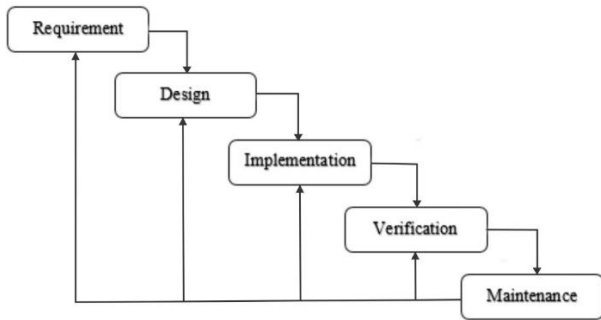 Requirement
Design
Implementation
Verification
Maintenance